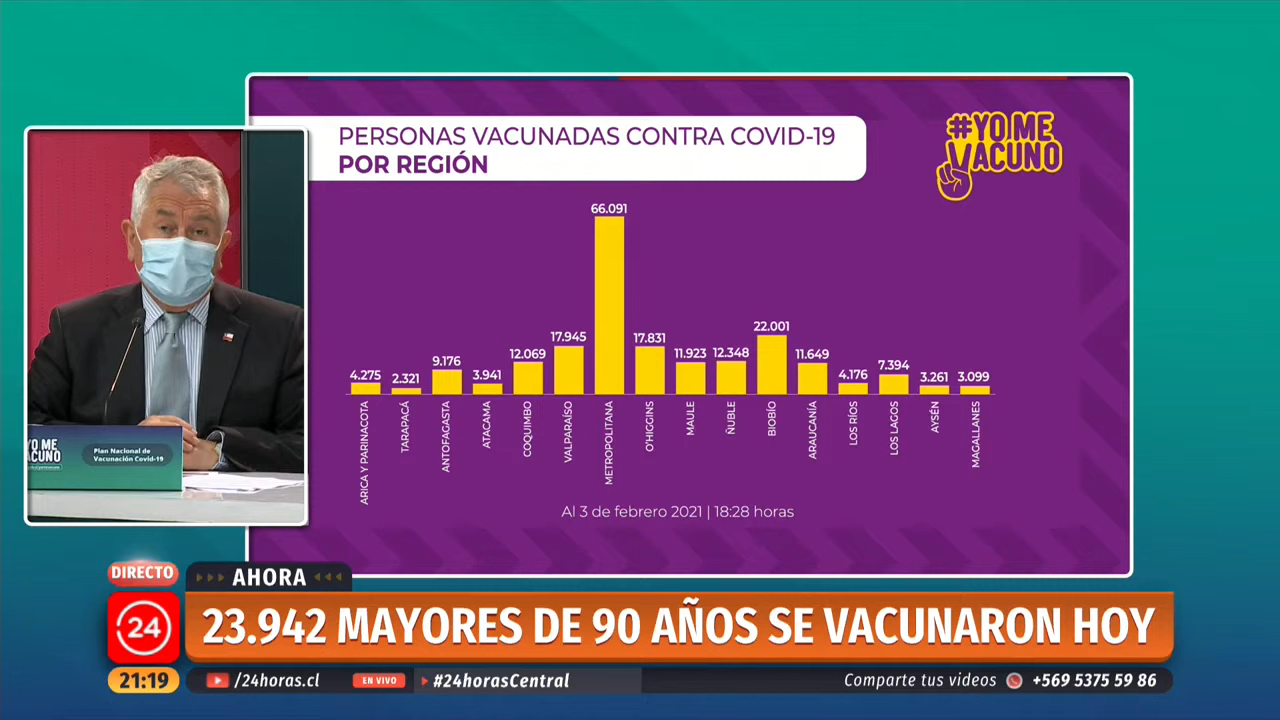 PERSONAS VACUNADAS CONTRA COVID-19
POR REGIÓN
#YO ME
VACUNO
66.091
22.001
17.945
17.831
12.069
11.923
12.348
11.649
9.176
7.394
4.275
2.321
3.941
4.176
3.261
3.099
ARICA Y PARINACOTA
TARAPACÁ
ANTOFAGASTA
ATACAMA
COQUIMBO
VALPARAÍSO
METROPOLITANA
O'HIGGINS
MAULE
ÑUBLE
BIOBÍO
ARAUCANÍA
LOS RÍOS
LOS LAGOS
AYSÉN
MAGALLANES
Al 3 de febrero 2021 | 18:28 horas
YO ME
CUNO
Plan Nacional de
Vacunación Covid-19
DIRECTO
AHORA
24
23.942 MAYORES DE 90 AÑOS SE VACUNARON HOY
21:19
/24horas.cl
EN VIVO
#24horasCentral
Comparte tus videos
+569 5375 59 86